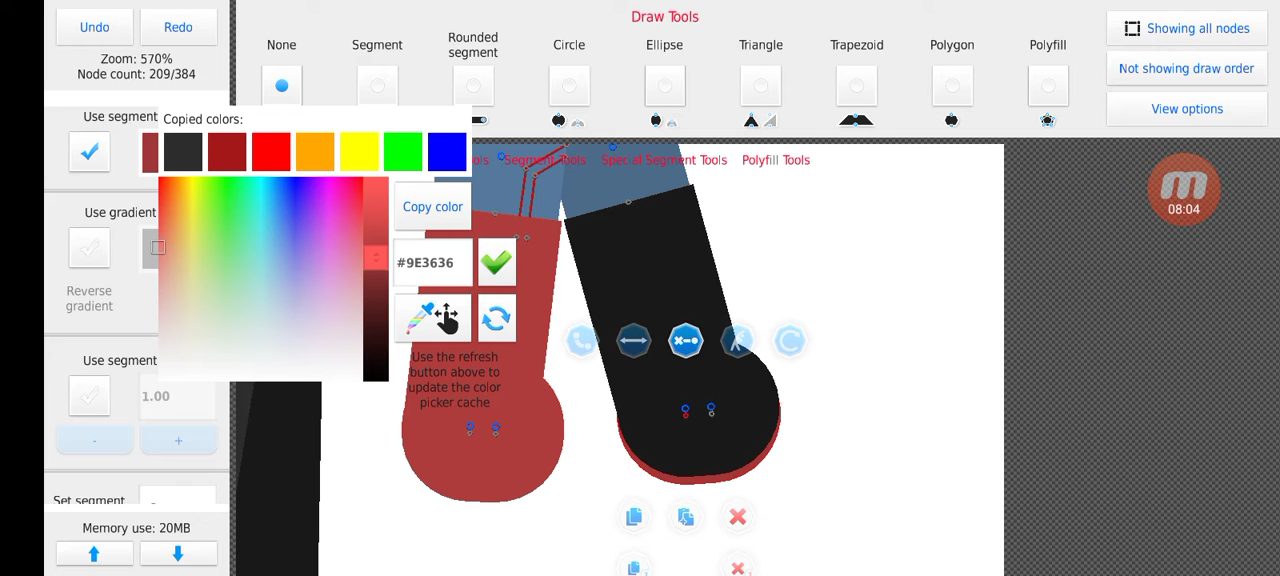 Undo
Redo
Zoom: 570%
Node count: 209/384
Draw Tools
None
Segment
Rounded
segment
Circle
Ellipse
Triangle
Trapezoid
Polygon
Polyfill
Showing all nodes
Not showing draw order
View options
Use segment
Copied colors:
Segment Tools
Special Segment Tools
Polyfill Tools
08:04
Use gradient
Copy color
#9E3636
Reverse
gradient
Use the refresh
button above to
update the color
picker cache
Use segment
1.00
-
+
Set segment
Memory use: 20MB